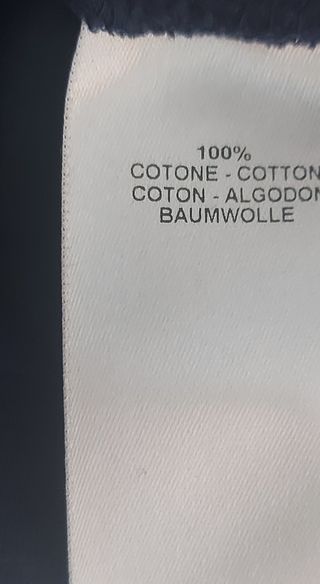 100%
COTONE - COTTON
COTON - ALGODON
BAUMWOLLE